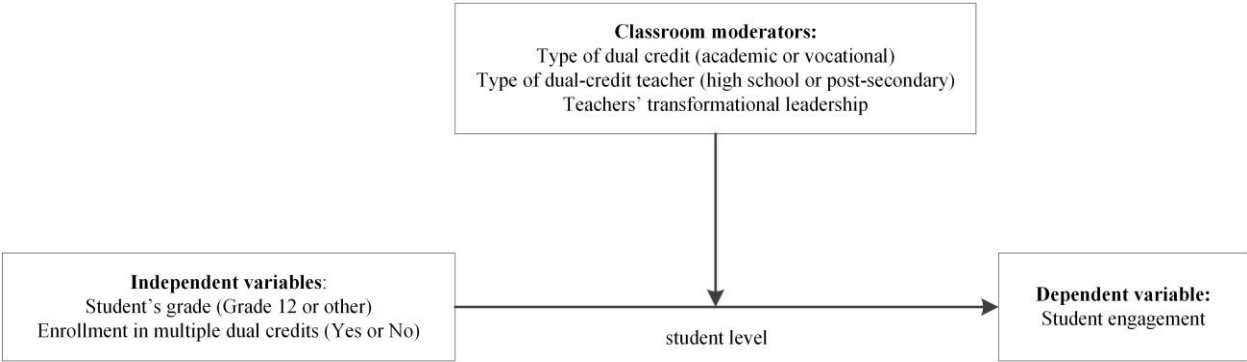 Classroom moderators:
Type of dual credit (academic or vocational)
Type of dual-credit teacher (high school or post-secondary)
Teachers’ transformational leadership
Independent variables:
Student’s grade (Grade 12 or other)
Enrollment in multiple dual credits (Yes or No)
student level
Dependent variable:
Student engagement